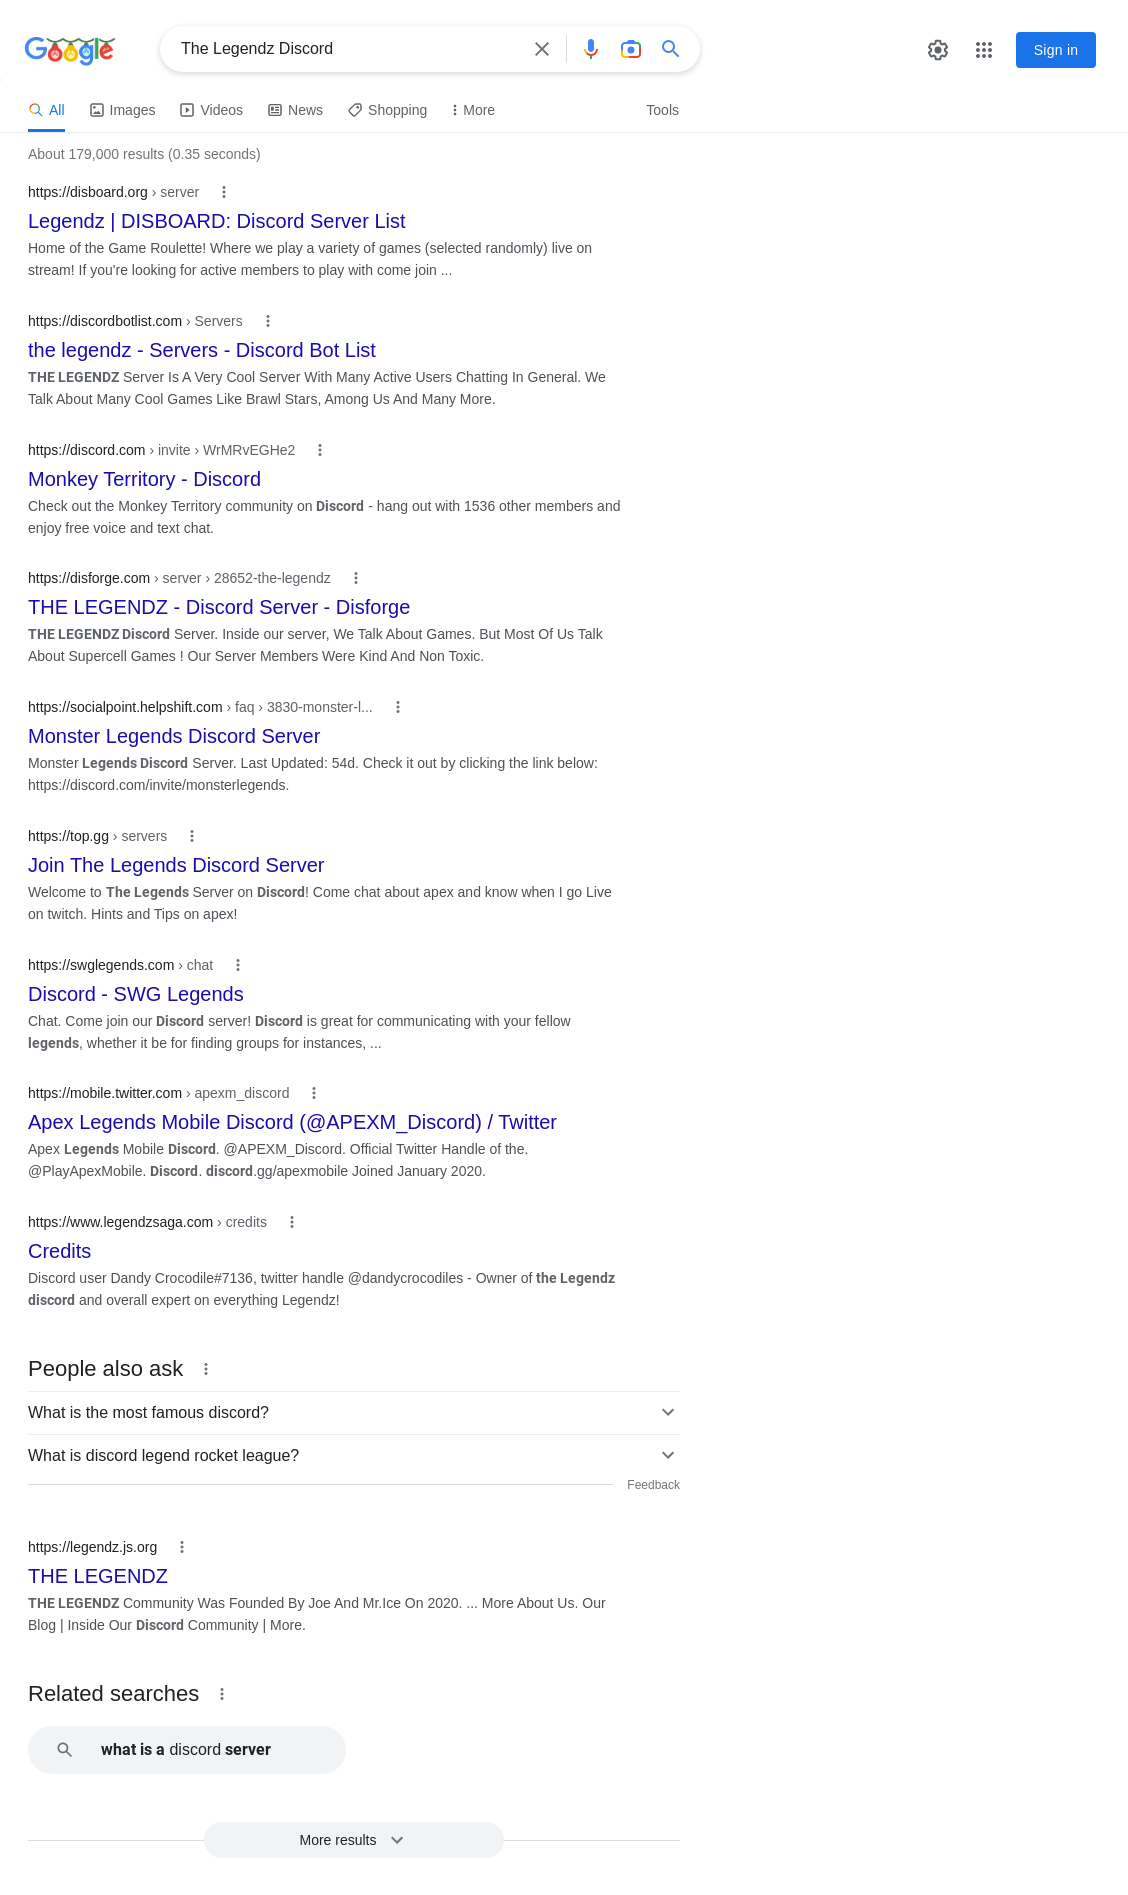 Google
The Legendz Discord
Sign in
All Images Videos News Shopping More Tools
About 179,000 results (0.35 seconds)
https://disboard.org › server
Legendz | DISBOARD: Discord Server List
Home of the Game Roulette! Where we play a variety of games (selected randomly) live on
stream! If you're looking for active members to play with come join ...
https://discordbotlist.com › Servers
the legendz - Servers - Discord Bot List
THE LEGENDZ Server Is A Very Cool Server With Many Active Users Chatting In General. We
Talk About Many Cool Games Like Brawl Stars, Among Us And Many More.
https://discord.com › invite › WrMRvEGHe2
Monkey Territory - Discord
Check out the Monkey Territory community on Discord - hang out with 1536 other members and
enjoy free voice and text chat.
https://disforge.com › server › 28652-the-legendz
THE LEGENDZ - Discord Server - Disforge
THE LEGENDZ Discord Server. Inside our server, We Talk About Games. But Most Of Us Talk
About Supercell Games ! Our Server Members Were Kind And Non Toxic.
https://socialpoint.helpshift.com › faq › 3830-monster-l...
Monster Legends Discord Server
Monster Legends Discord Server. Last Updated: 54d. Check it out by clicking the link below:
https://discord.com/invite/monsterlegends.
https://top.gg › servers
Join The Legends Discord Server
Welcome to The Legends Server on Discord! Come chat about apex and know when I go Live
on twitch. Hints and Tips on apex!
https://swglegends.com › chat
Discord - SWG Legends
Chat. Come join our Discord server! Discord is great for communicating with your fellow
legends, whether it be for finding groups for instances, ...
https://mobile.twitter.com › apexm_discord
Apex Legends Mobile Discord (@APEXM_Discord) / Twitter
Apex Legends Mobile Discord. @APEXM_Discord. Official Twitter Handle of the.
@PlayApexMobile. Discord. discord.gg/apexmobile Joined January 2020.
https://www.legendzsaga.com › credits
Credits
Discord user Dandy Crocodile#7136, twitter handle @dandycrocodiles - Owner of the Legendz
discord and overall expert on everything Legendz!
People also ask
What is the most famous discord?
What is discord legend rocket league?
Feedback
https://legendz.js.org
THE LEGENDZ
THE LEGENDZ Community Was Founded By Joe And Mr.Ice On 2020. ... More About Us. Our
Blog | Inside Our Discord Community | More.
Related searches
what is a discord server
More results